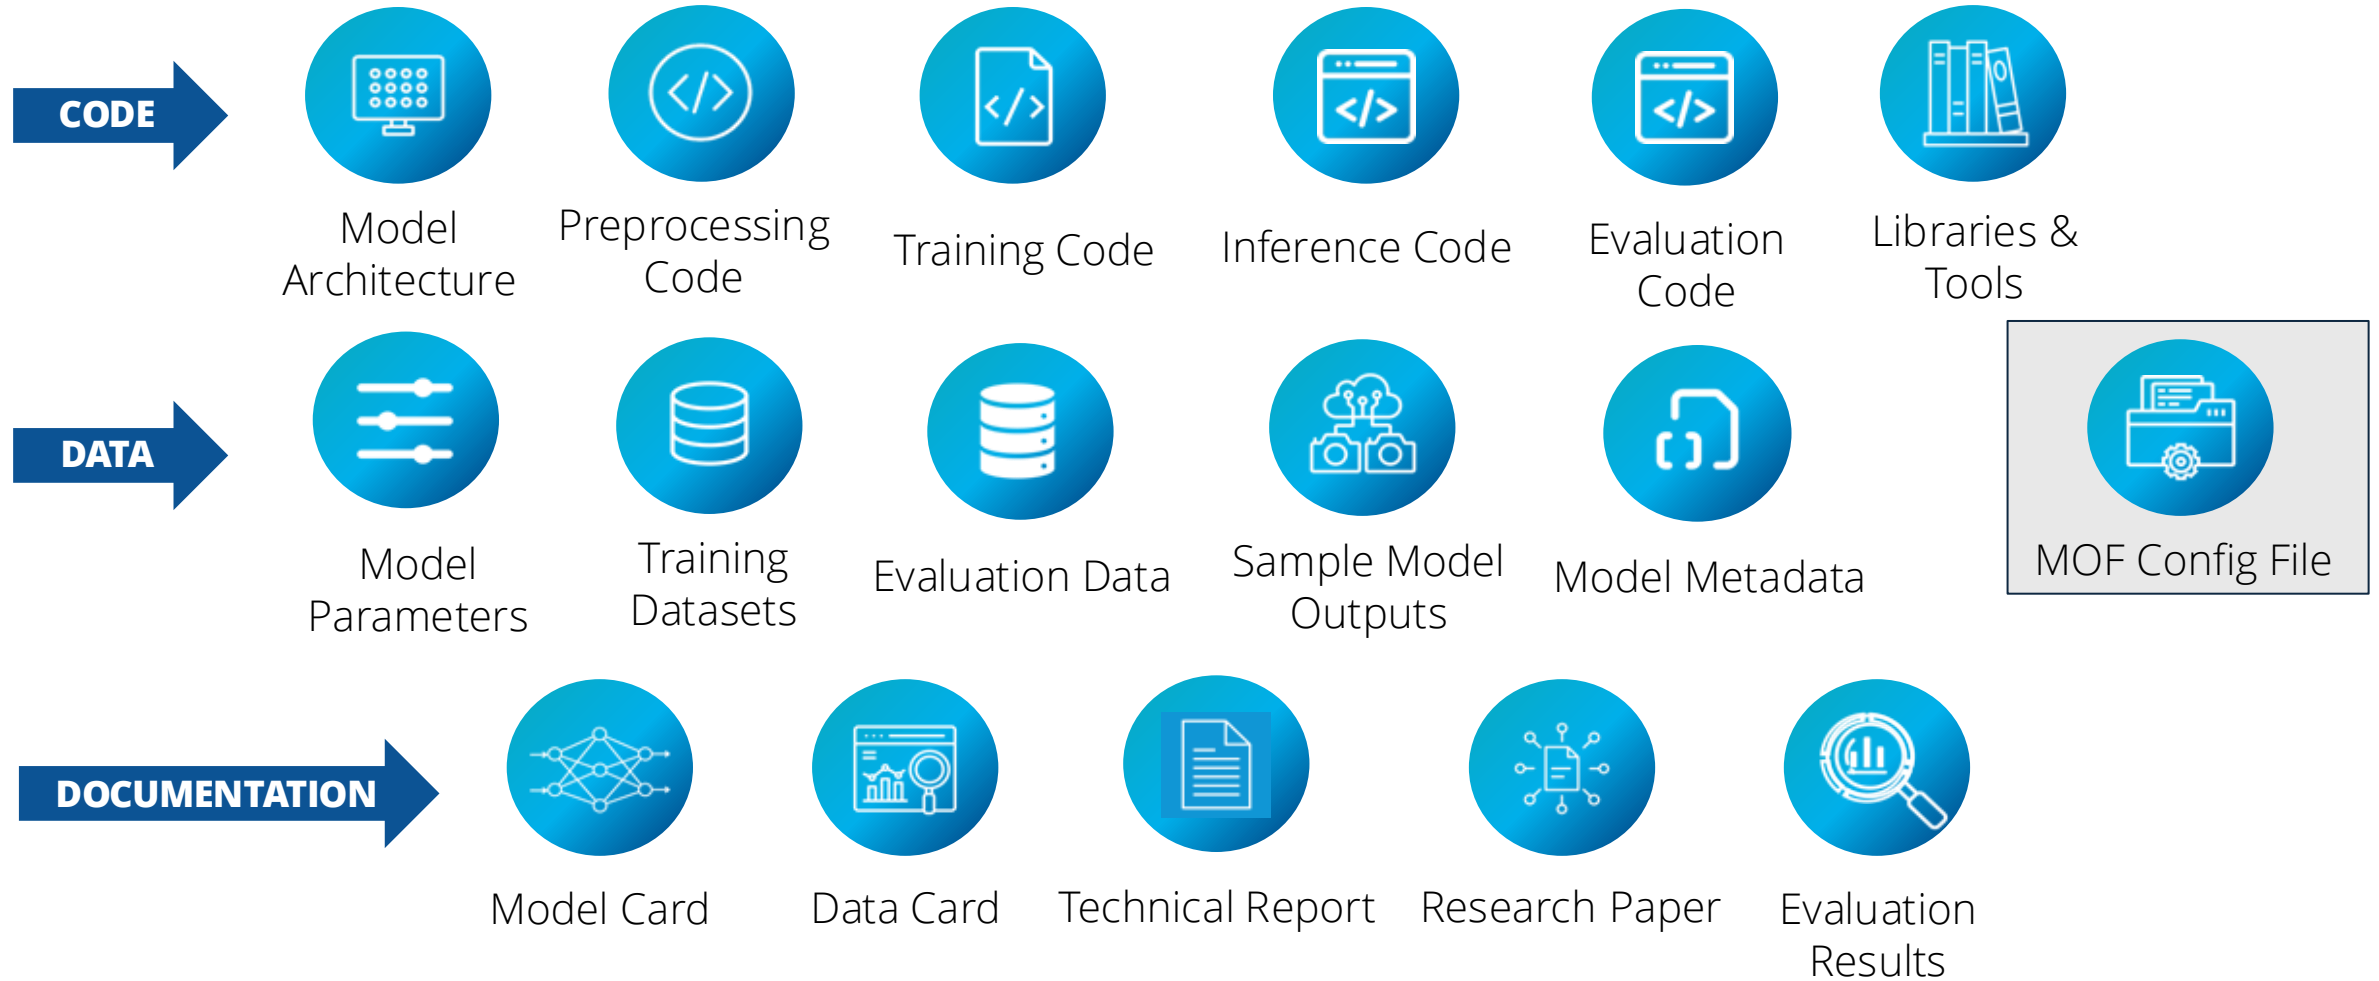 CODE
Model
Architecture
Preprocessing
Code
Training Code
Inference Code
Evaluation
Code
Libraries &
Tools
DATA
Model
Parameters
Training
Datasets
Evaluation Data
Sample Model
Outputs
Model Metadata
MOF Config File
DOCUMENTATION
Model Card
Data Card
Technical Report
Research Paper
Evaluation
Results